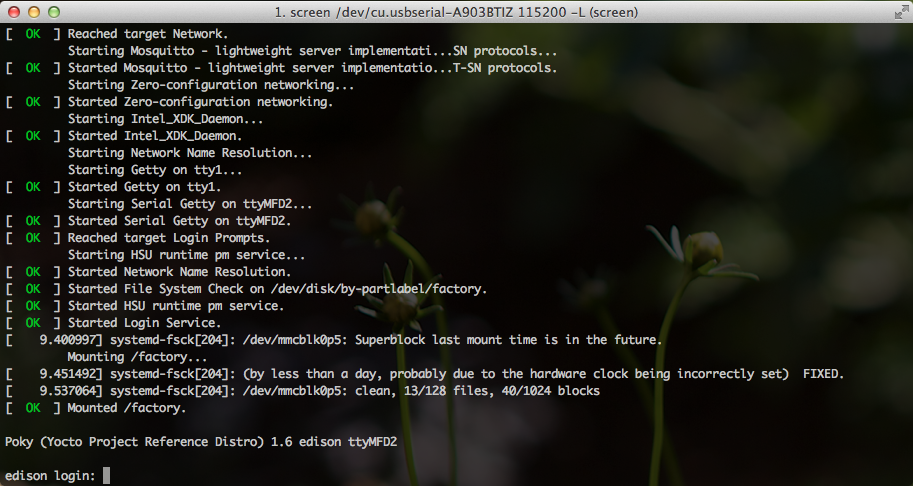 1. screen /dev/cu.usbserial-A903BTIZ 115200 -L (screen)
[  OK  ] Reached target Network.
         Starting Mosquitto - lightweight server implementati...SN protocols...
[  OK  ] Started Mosquitto - lightweight server implementatio...T-SN protocols.
         Starting Zero-configuration networking...
[  OK  ] Started Zero-configuration networking.
         Starting Intel_XDK_Daemon...
[  OK  ] Started Intel_XDK_Daemon.
         Starting Network Name Resolution...
         Starting Getty on tty1...
[  OK  ] Started Getty on tty1.
         Starting Serial Getty on ttyMFD2...
[  OK  ] Started Serial Getty on ttyMFD2.
[  OK  ] Reached target Login Prompts.
         Starting HSU runtime pm service...
[  OK  ] Started Network Name Resolution.
[  OK  ] Started File System Check on /dev/disk/by-partlabel/factory.
[  OK  ] Started HSU runtime pm service.
[  OK  ] Started Login Service.
[    9.400997] systemd-fsck[204]: /dev/mmcblk0p5: Superblock last mount time is in the future.
         Mounting /factory...
[    9.451492] systemd-fsck[204]: (by less than a day, probably due to the hardware clock being incorrectly set)  FIXED.
[    9.537064] systemd-fsck[204]: /dev/mmcblk0p5: clean, 13/128 files, 40/1024 blocks
[  OK  ] Mounted /factory.
Poky (Yocto Project Reference Distro) 1.6 edison ttyMFD2
edison login: